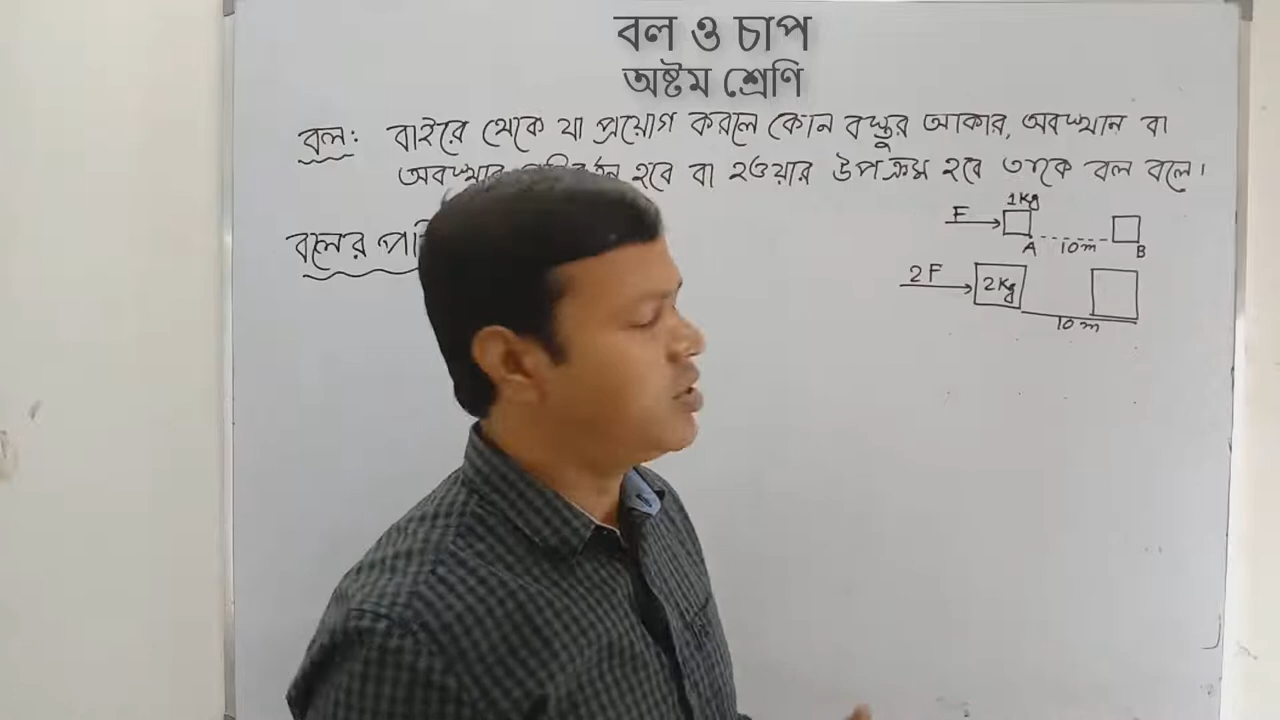 বল ও চাপ
অষ্টম শ্রেণি
বল: বাইরে থেকে যা প্রয়োগ করলে কোন বস্তুর আকার, অবস্থান বা
অবস্থার হবে বা হওয়ার উপক্রম হবে তাকে বল বলে।
বলের
F 1Kg
A 10m B
2F 2Kg
10m